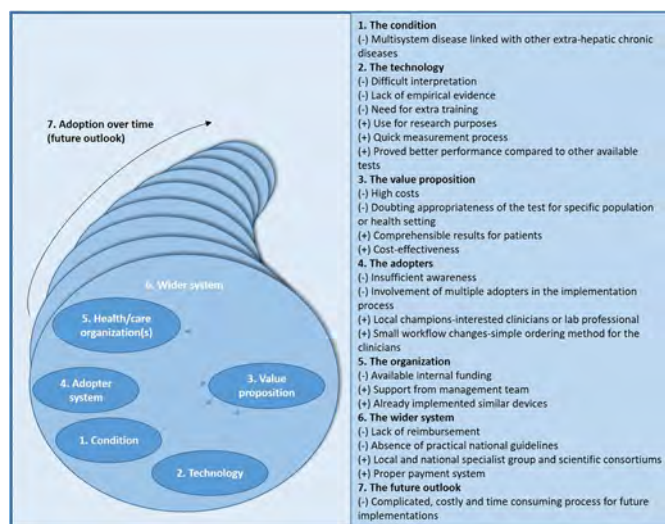 7. Adoption over time
(future outlook)
6. Wider system
5. Health/care
organization(s)
4. Adopter
system
3. Value
proposition
1. Condition
2. Technology
1. The condition
(-) Multisystem disease linked with other extra-hepatic chronic
diseases
2. The technology
(-) Difficult interpretation
(-) Lack of empirical evidence
(-) Need for extra training
(+) Use for research purposes
(+) Quick measurement process
(+) Proved better performance compared to other available
tests
3. The value proposition
(-) High costs
(-) Doubting appropriateness of the test for specific population
or health setting
(+) Comprehensible results for patients
(+) Cost-effectiveness
4. The adopters
(-) Insufficient awareness
(-) Involvement of multiple adopters in the implementation
process
(+) Local champions-interested clinicians or lab professional
(+) Small workflow changes-simple ordering method for the
clinicians
5. The organization
(-) Available internal funding
(+) Support from management team
(+) Already implemented similar devices
6. The wider system
(-) Lack of reimbursement
(-) Absence of practical national guidelines
(+) Local and national specialist group and scientific consortiums
(+) Proper payment system
7. The future outlook
(-) Complicated, costly and time consuming process for future
implementations